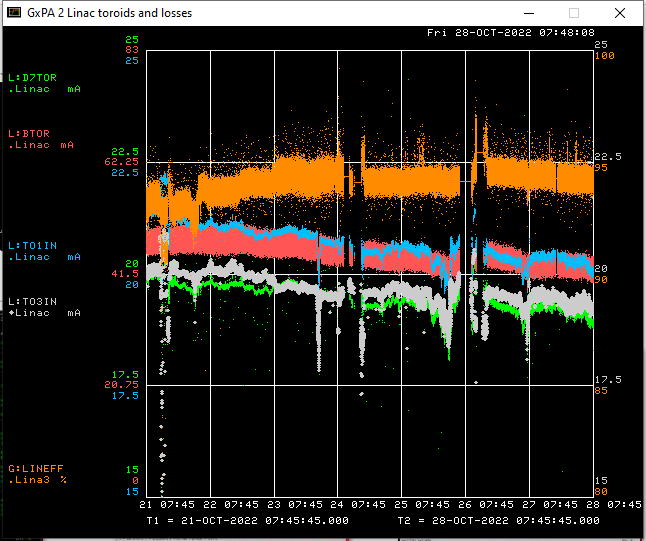 GxPA 2 Linac toroids and losses
Fri 28-OCT-2022 07:48:08
25
83
25
25
100
L:D7TOR
.Linac mA
L:BTOR
.Linac mA
22.5
62.25
22.5
22.5
95
L:TO1IN
.Linac mA
20
41.5
20
20
90
L:TO3IN
◆Linac mA
17.5
20.75
17.5
17.5
85
G:LINEFF
.Lina3 %
15
0
15
15
80
21 07:45 22 07:45 23 07:45 24 07:45 25 07:45 26 07:45 27 07:45 28 07:45
T1 = 21-OCT-2022 07:45:45.000 T2 = 28-OCT-2022 07:45:45.000